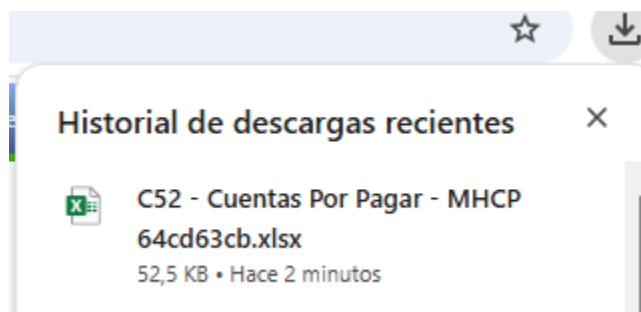 Historial de descargas recientes
C52 - Cuentas Por Pagar - MHCP
64cd63cb.xlsx
52,5 KB • Hace 2 minutos